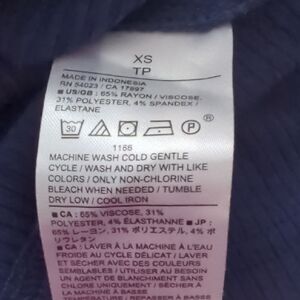 XS
TP
MADE IN INDONESIA
RN 54023 / CA 17897
■ US/GB : 65% RAYON / VISCOSE,
31% POLYESTER, 4% SPANDEX /
ELASTANE
30
P
1166
MACHINE WASH COLD GENTLE
CYCLE / WASH AND DRY WITH LIKE
COLORS / ONLY NON-CHLORINE
BLEACH WHEN NEEDED / TUMBLE
DRY LOW / COOL IRON
■ CA : 65% VISCOSE, 31%
POLYESTER, 4% ÉLASTHANNE ■ JP :
65% レーヨン, 31% ポリエステル, 4% ポ
リウレタン
■ CA : LAVER À LA MACHINE À L'EAU
FROIDE AU CYCLE DÉLICAT / LAVER
ET SÉCHER AVEC DES COULEURS
SEMBLABLES / UTILISER AU BESOIN
UN AGENT DE BLANCHIMENT SANS
CHLORE UNIQUEMENT / SÉCHER
À LA MACHINE À BASSE
TEMPÉRATURE / REPASSER À BASSE